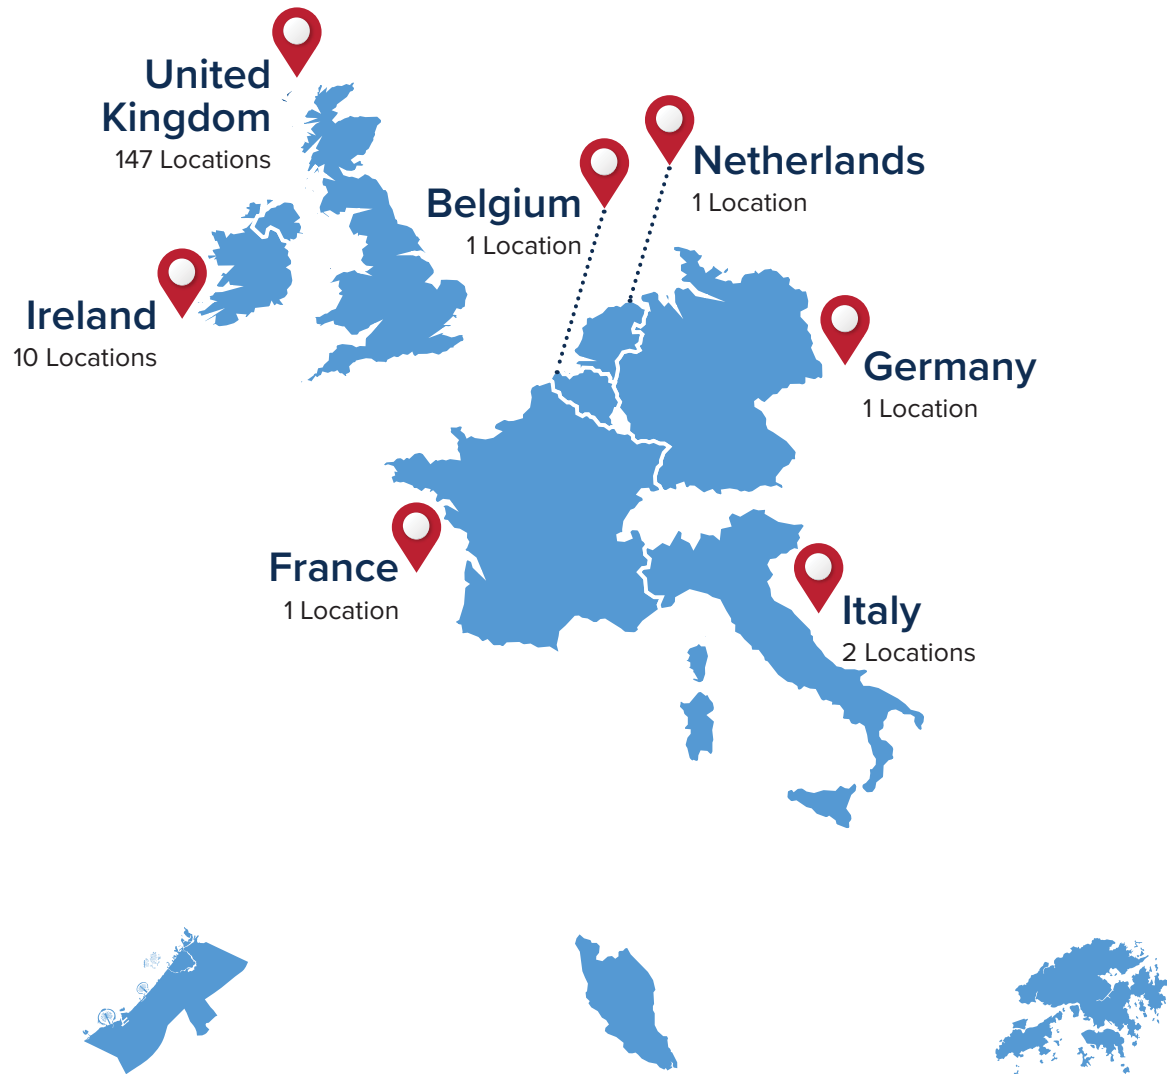 United
Kingdom
147 Locations
Netherlands
1 Location
Belgium
1 Location
Ireland
10 Locations
Germany
1 Location
France
1 Location
Italy
2 Locations